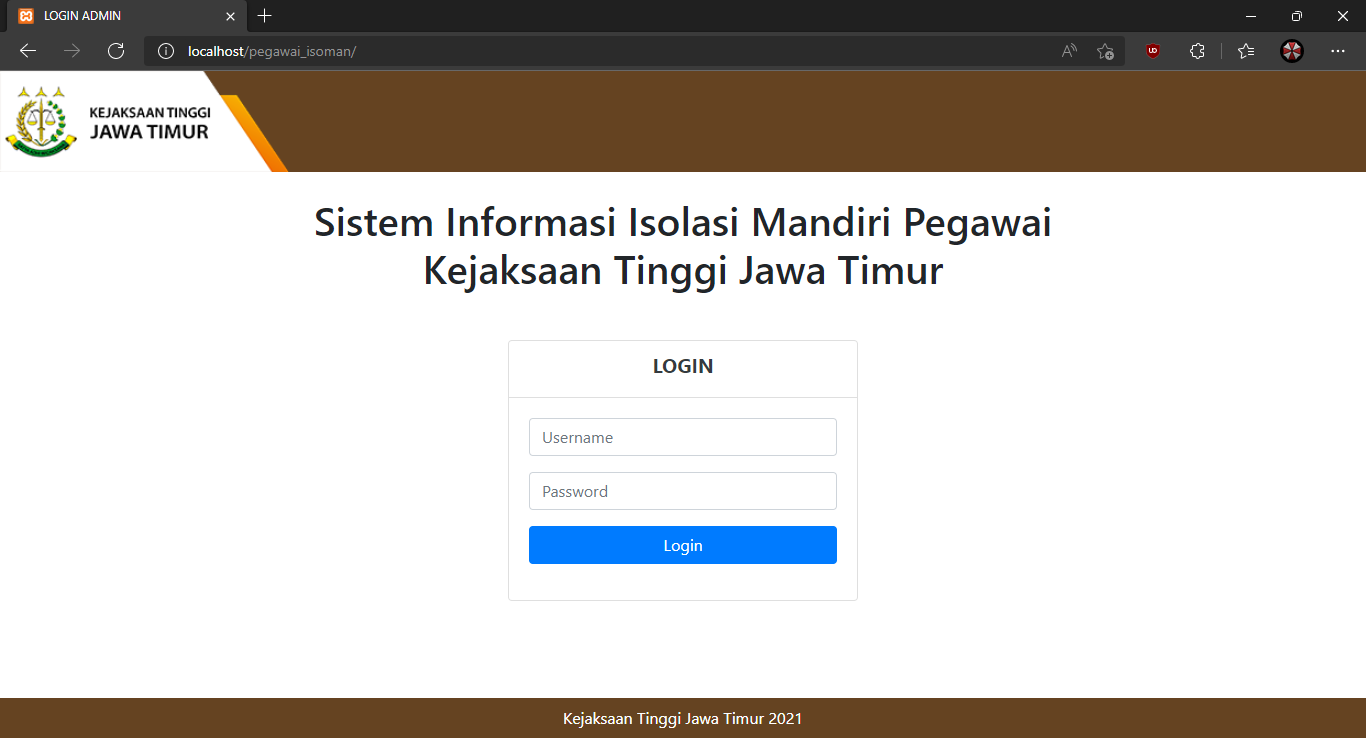 LOGIN ADMIN
localhost/pegawai_isoman/
KEJAKSAAN TINGGI
JAWA TIMUR
Sistem Informasi Isolasi Mandiri Pegawai
Kejaksaan Tinggi Jawa Timur
LOGIN
Username
Password
Login
Kejaksaan Tinggi Jawa Timur 2021